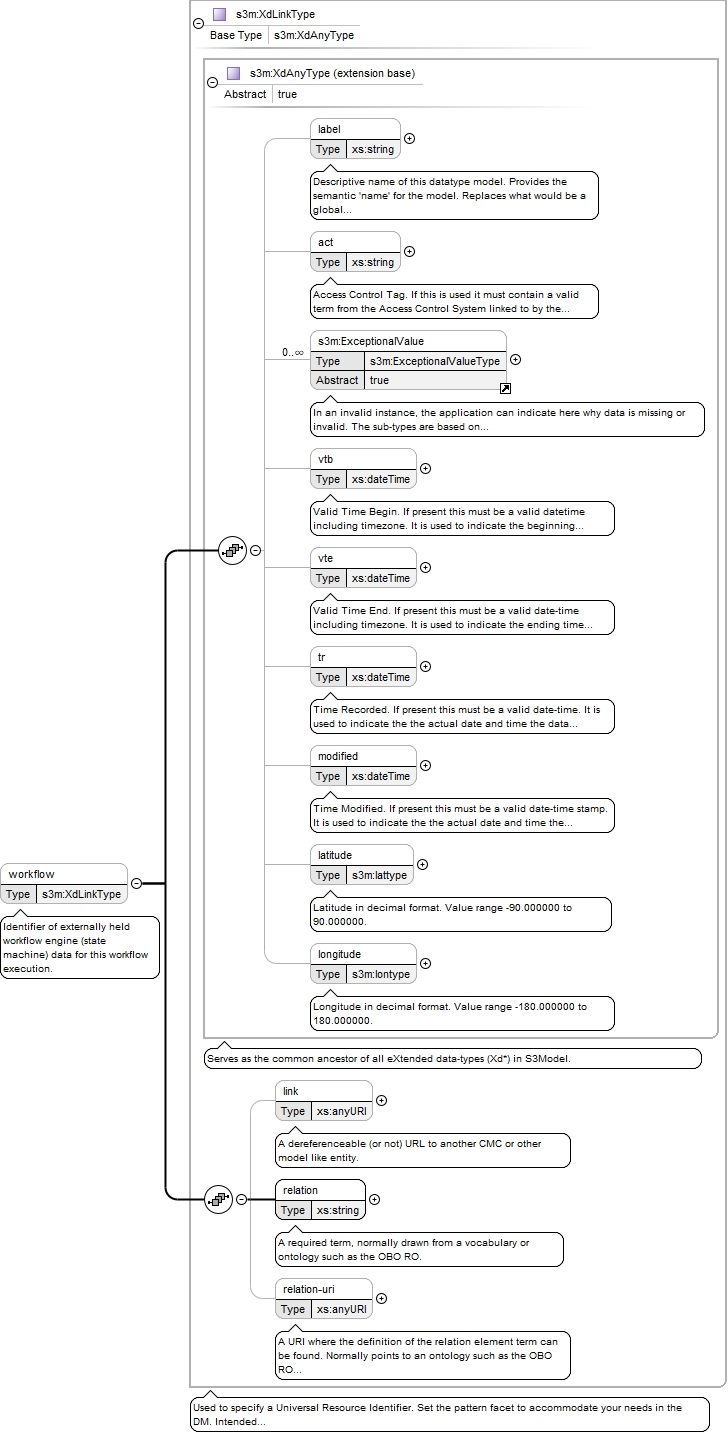 s3m:XdLinkType
Base Type s3m:XdAnyType
s3m:XdAnyType (extension base)
Abstract true
label
Type xs:string
Descriptive name of this datatype model. Provides the
semantic 'name' for the model. Replaces what would be a
global...
act
Type xs:string
Access Control Tag. If this is used it must contain a valid
term from the Access Control System linked to by the...
0..∞
s3m:ExceptionalValue
Type s3m:ExceptionalValueType
Abstract true
In an invalid instance, the application can indicate here why data is missing or
invalid. The sub-types are based on...
vtb
Type xs:dateTime
Valid Time Begin. If present this must be a valid datetime
including timezone. It is used to indicate the beginning...
vte
Type xs:dateTime
Valid Time End. If present this must be a valid date-time
including timezone. It is used to indicate the ending time...
tr
Type xs:dateTime
Time Recorded. If present this must be a valid date-time. It is
used to indicate the the actual date and time the data...
modified
Type xs:dateTime
Time Modified. If present this must be a valid date-time stamp.
It is used to indicate the the actual date and time the...
latitude
Type s3m:lattype
Latitude in decimal format. Value range -90.000000 to
90.000000.
longitude
Type s3m:lontype
Longitude in decimal format. Value range -180.000000 to
180.000000.
workflow
Type s3m:XdLinkType
Identifier of externally held
workflow engine (state
machine) data for this workflow
execution.
Serves as the common ancestor of all eXtended data-types (Xd*) in S3Model.
link
Type xs:anyURI
A dereferenceable (or not) URL to another CMC or other
model like entity.
relation
Type xs:string
A required term, normally drawn from a vocabulary or
ontology such as the OBO RO.
relation-uri
Type xs:anyURI
A URI where the definition of the relation element term can
be found. Normally points to an ontology such as the OBO
RO...
Used to specify a Universal Resource Identifier. Set the pattern facet to accommodate your needs in the
DM. Intended...